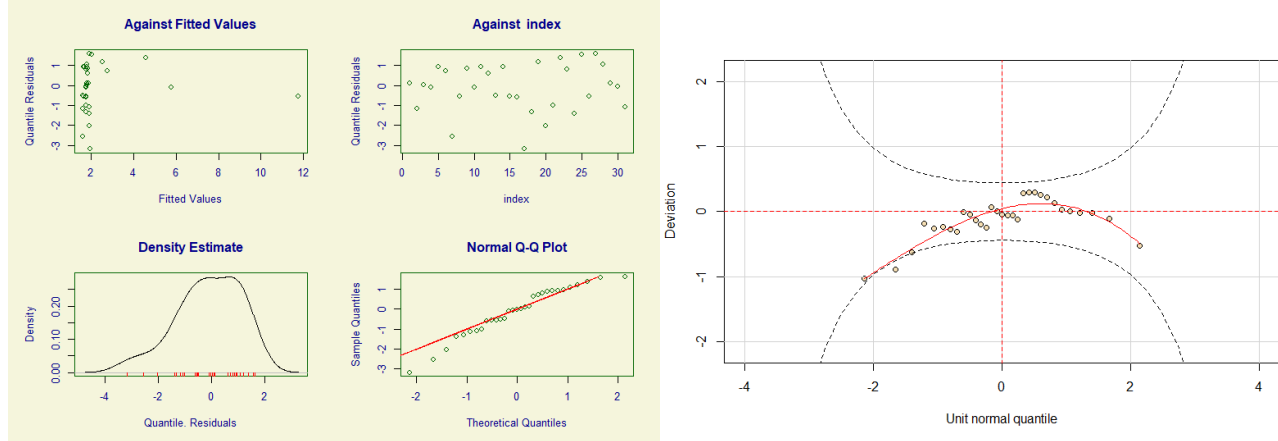 Against Fitted Values
Quantile Residuals
-3 -2 -1 0 1
2 4 6 8 10 12
Fitted Values
Against index
Quantile Residuals
-3 -2 -1 0 1
0 5 10 15 20 25 30
index
Density Estimate
Density
0.00 0.10 0.20
-4 -2 0 2
Quantile. Residuals
Normal Q-Q Plot
Sample Quantiles
-3 -2 -1 0 1
-2 -1 0 1 2
Theoretical Quantiles
Deviation
-2 -1 0 1 2
-4 -2 0 2 4
Unit normal quantile